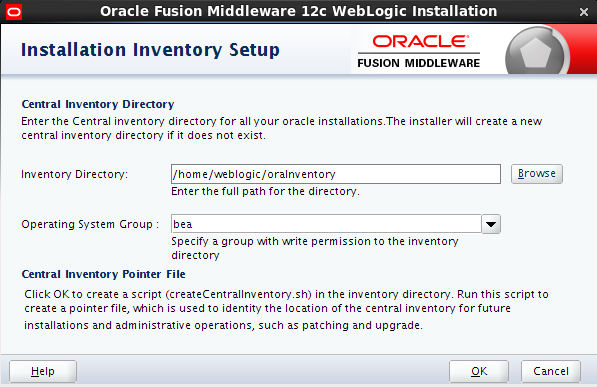 Oracle Fusion Middleware 12c WebLogic Installation
Installation Inventory Setup
ORACLE
FUSION MIDDLEWARE
Central Inventory Directory
Enter the Central inventory directory for all your oracle installations.The installer will create a new
central inventory directory if it does not exist.
Inventory Directory:
/home/weblogic/oraInventory
Browse
Enter the full path for the directory.
Operating System Group :
bea
Specify a group with write permission to the inventory
directory
Central Inventory Pointer File
Click OK to create a script (createCentralInventory.sh) in the inventory directory. Run this script to
create a pointer file, which is used to identity the location of the central inventory for future
installations and administrative operations, such as patching and upgrade.
Help
OK
Cancel